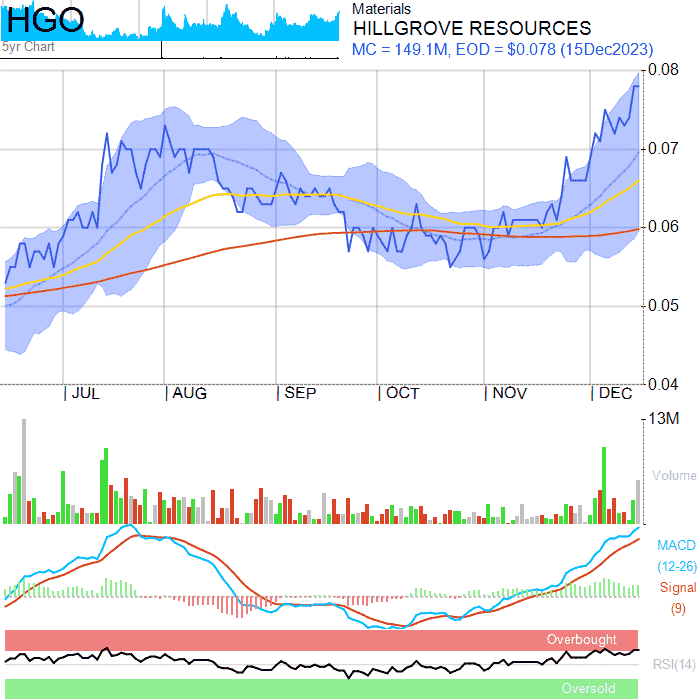 HGO
5yr Chart
Materials
HILLGROVE RESOURCES
MC = 149.1M, EOD = $0.078 (15Dec2023)
0.08
0.07
0.06
0.05
0.04
| JUL | AUG | SEP | OCT | NOV | DEC
13M
Volume
MACD
(12-26)
Signal
(9)
Overbought
RSI(14)
Oversold